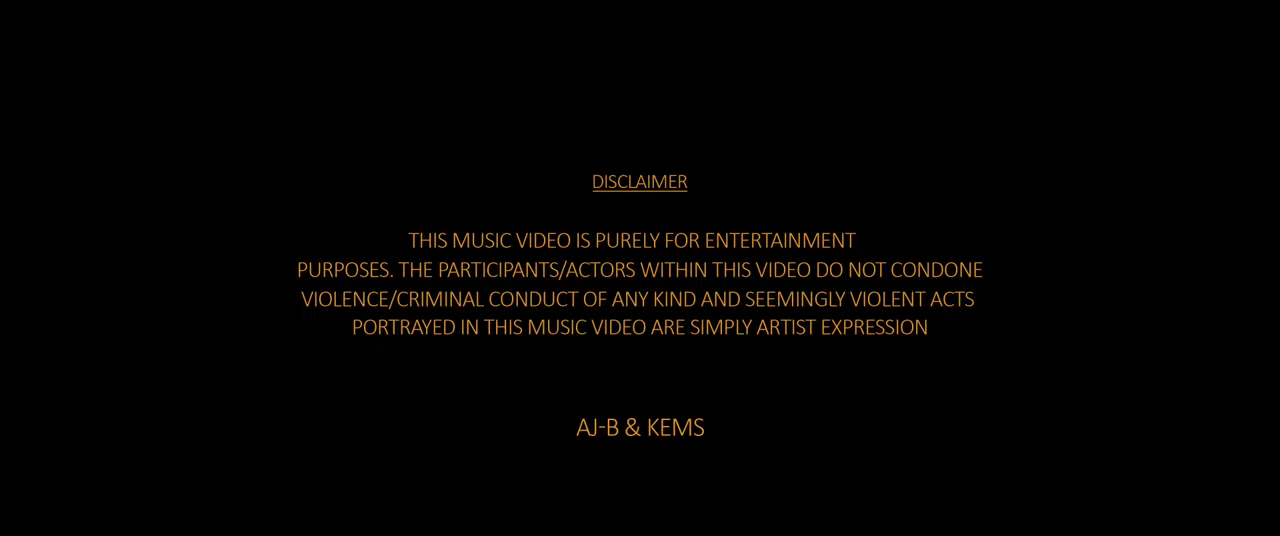 DISCLAIMER
THIS MUSIC VIDEO IS PURELY FOR ENTERTAINMENT
PURPOSES. THE PARTICIPANTS/ACTORS WITHIN THIS VIDEO DO NOT CONDONE
VIOLENCE/CRIMINAL CONDUCT OF ANY KIND AND SEEMINGLY VIOLENT ACTS
PORTRAYED IN THIS MUSIC VIDEO ARE SIMPLY ARTIST EXPRESSION
AJ-B & KEMS